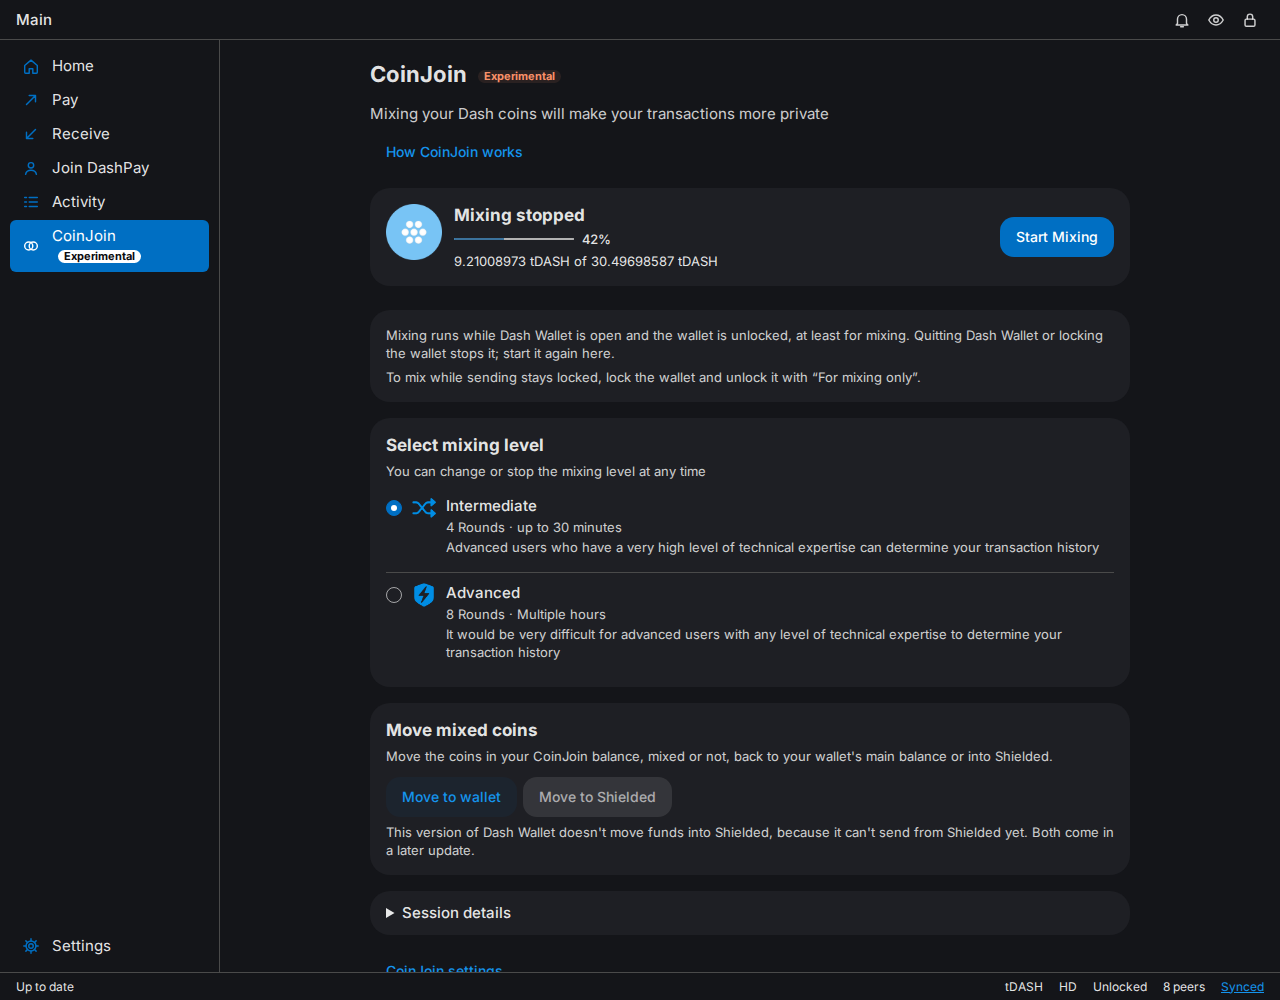 Main
Home
Pay
Receive
Join DashPay
Activity
CoinJoin
Experimental
Settings
CoinJoin Experimental
Mixing your Dash coins will make your transactions more private
How CoinJoin works
Mixing stopped
42%
9.21008973 tDASH of 30.49698587 tDASH
Start Mixing
Mixing runs while Dash Wallet is open and the wallet is unlocked, at least for mixing. Quitting Dash Wallet or locking
the wallet stops it; start it again here.
To mix while sending stays locked, lock the wallet and unlock it with “For mixing only”.
Select mixing level
You can change or stop the mixing level at any time
Intermediate
4 Rounds · up to 30 minutes
Advanced users who have a very high level of technical expertise can determine your transaction history
Advanced
8 Rounds · Multiple hours
It would be very difficult for advanced users with any level of technical expertise to determine your
transaction history
Move mixed coins
Move the coins in your CoinJoin balance, mixed or not, back to your wallet's main balance or into Shielded.
Move to wallet Move to Shielded
This version of Dash Wallet doesn't move funds into Shielded, because it can't send from Shielded yet. Both come in
a later update.
Session details
CoinJoin settings
Up to date
tDASH HD Unlocked 8 peers Synced